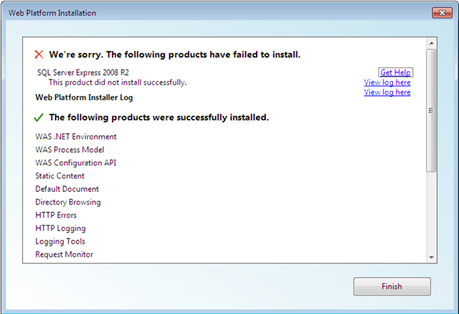 Web Platform Installation
We're sorry. The following products have failed to install.
SQL Server Express 2008 R2 Get Help
This product did not install successfully. View log here
Web Platform Installer Log View log here
The following products were successfully installed.
WAS .NET Environment
WAS Process Model
WAS Configuration API
Static Content
Default Document
Directory Browsing
HTTP Errors
HTTP Logging
Logging Tools
Request Monitor
Finish